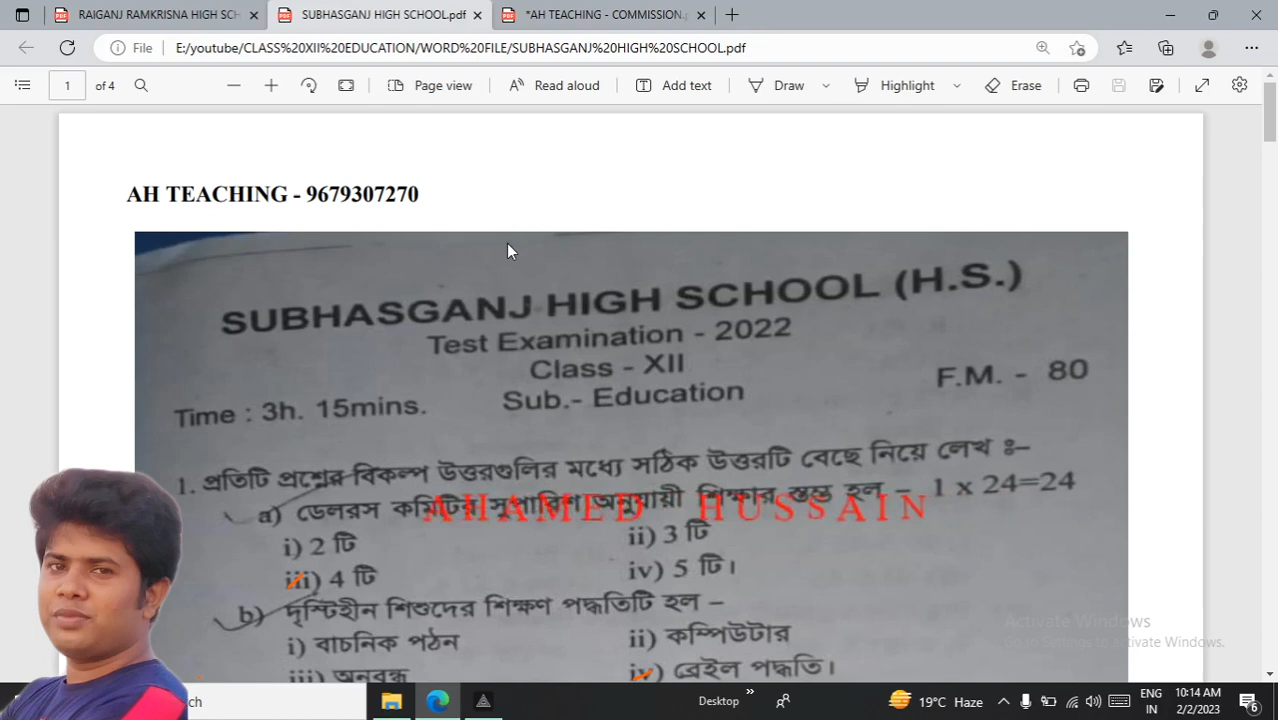 RAIGANJ RAMKRISNA HIGH SCH
SUBHASGANJ HIGH SCHOOL.pdf
*AH TEACHING - COMMISSION.p
File
E:/youtube/CLASS%20XII%20EDUCATION/WORD%20FILE/SUBHASGANJ%20HIGH%20SCHOOL.pdf
1 of 4
Page view
Read aloud
Add text
Draw
Highlight
Erase
AH TEACHING - 9679307270
SUBHASGANJ HIGH SCHOOL (H.S.)
Test Examination - 2022
Class - XII
Time : 3h. 15mins. Sub.- Education F.M. - 80
1. প্রতিটি প্রশ্নের বিকল্প উত্তরগুলির মধ্যে সঠিক উত্তরটি বেছে নিয়ে লেখ ঃ–
a) ডেলরস কমিটির সুপারিশ অনুযায়ী শিক্ষার স্তম্ভ হল – 1 x 24=24
AHAMED HUSSAIN
i) 2 টি ii) 3 টি
iii) 4 টি iv) 5 টি।
b) দৃস্টিহীন শিশুদের শিক্ষণ পদ্ধতিটি হল –
i) বাচনিক পঠন ii) কম্পিউটার
iii) অনুবন্ধ iv) ব্রেইল পদ্ধতি।
Activate Windows
Go to Settings to activate Windows.
rch
Desktop
19°C Haze
ENG
IN
10:14 AM
2/2/2023
6